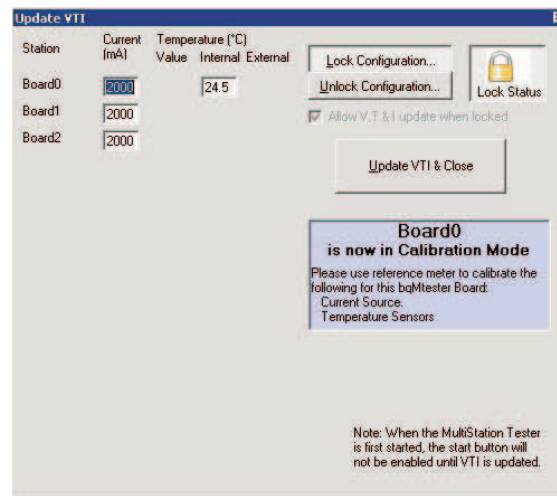 Update VTI
Station
Current (mA)
Temperature (°C)
Value Internal External
Board0 2000 24.5
Board1 2000
Board2 2000
Lock Configuration...
Unlock Configuration...
Lock Status
Allow V,T & I update when locked
Update VTI & Close
Board0
is now in Calibration Mode
Please use reference meter to calibrate the
following for this bqMtester Board:
Current Source.
Temperature Sensors
Note: When the MultiStation Tester
is first started, the start button will
not be enabled until VTI is updated.